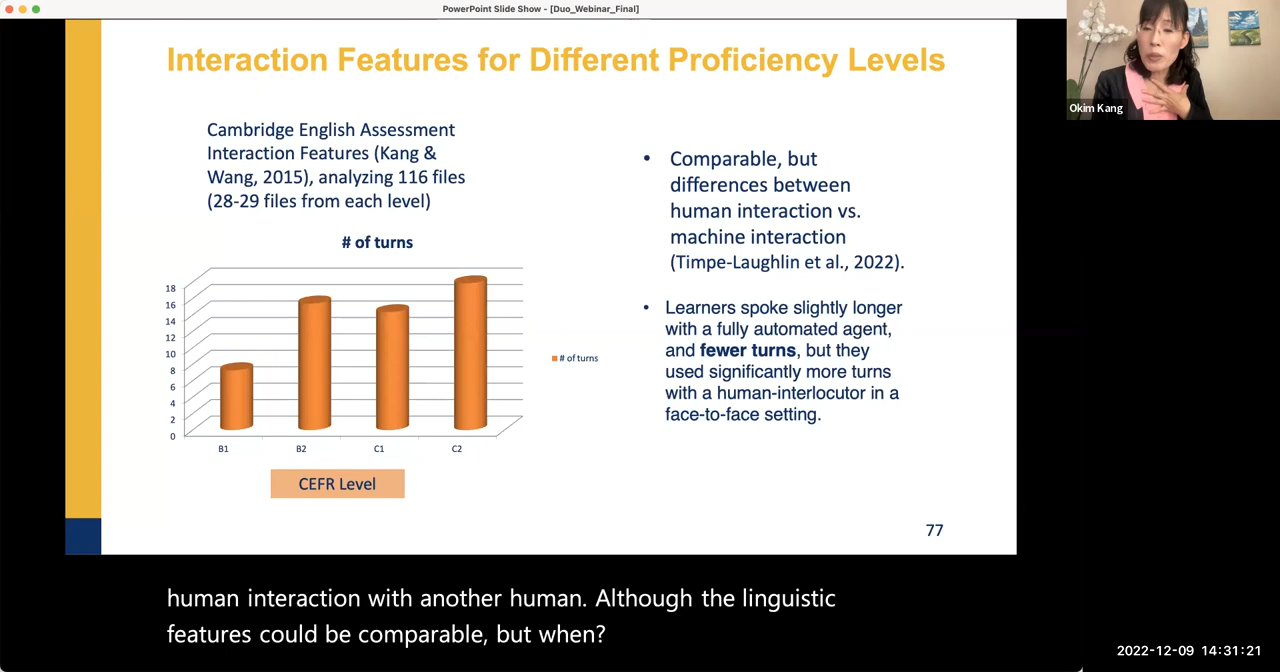 PowerPoint Slide Show - [Duo_Webinar_Final]
Interaction Features for Different Proficiency Levels
Okim Kang
Cambridge English Assessment
Interaction Features (Kang &
Wang, 2015), analyzing 116 files
(28-29 files from each level)
# of turns
18
16
14
12
10
8
6
4
2
0
B1
B2
C1
C2
# of turns
CEFR Level
• Comparable, but
differences between
human interaction vs.
machine interaction
(Timpe-Laughlin et al., 2022).
• Learners spoke slightly longer
with a fully automated agent,
and fewer turns, but they
used significantly more turns
with a human-interlocutor in a
face-to-face setting.
77
human interaction with another human. Although the linguistic
features could be comparable, but when?
2022-12-09 14:31:21